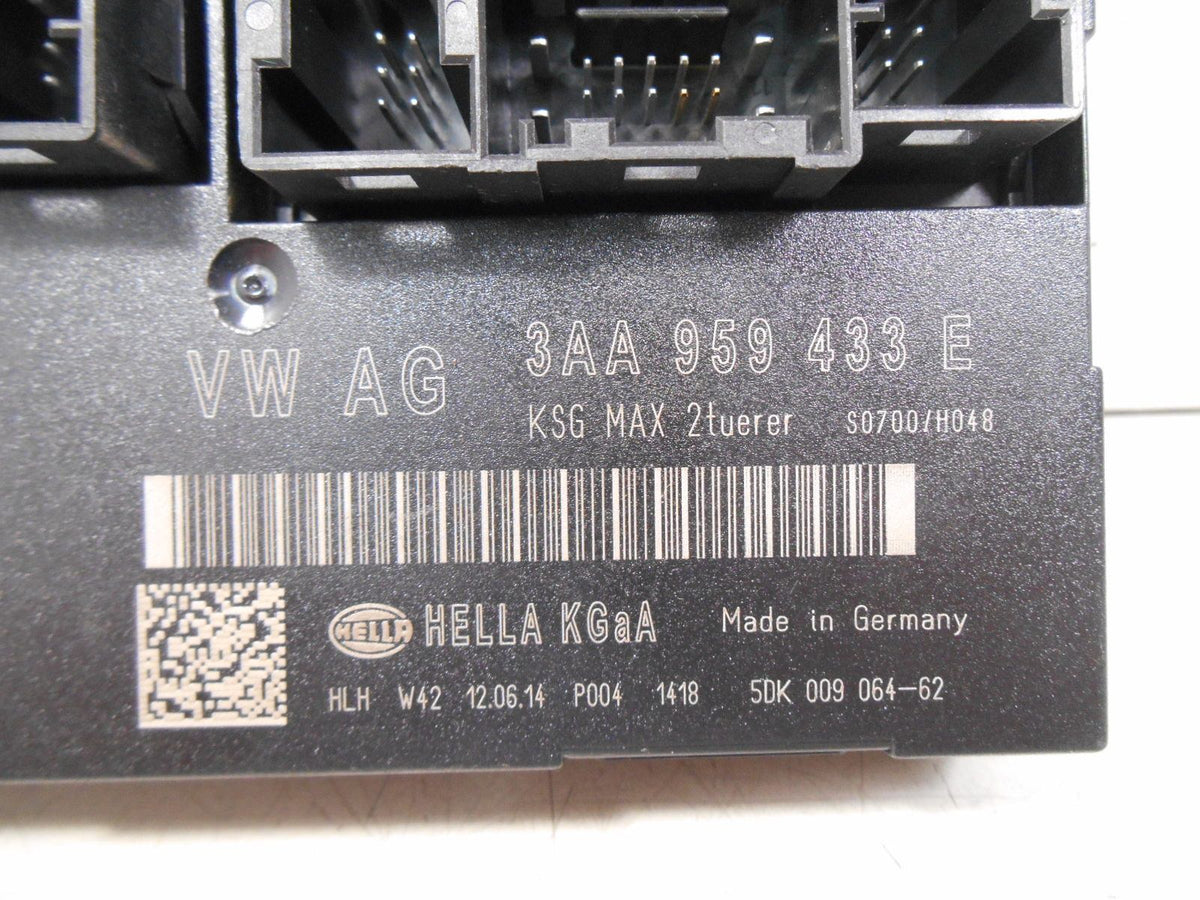 VW AG 3AA 959 433 E
KSG MAX 2tuerer S0700/H048
HELLA HELLA KGaA Made in Germany
HLH W42 12.06.14 P004 1418 5DK 009 064-62